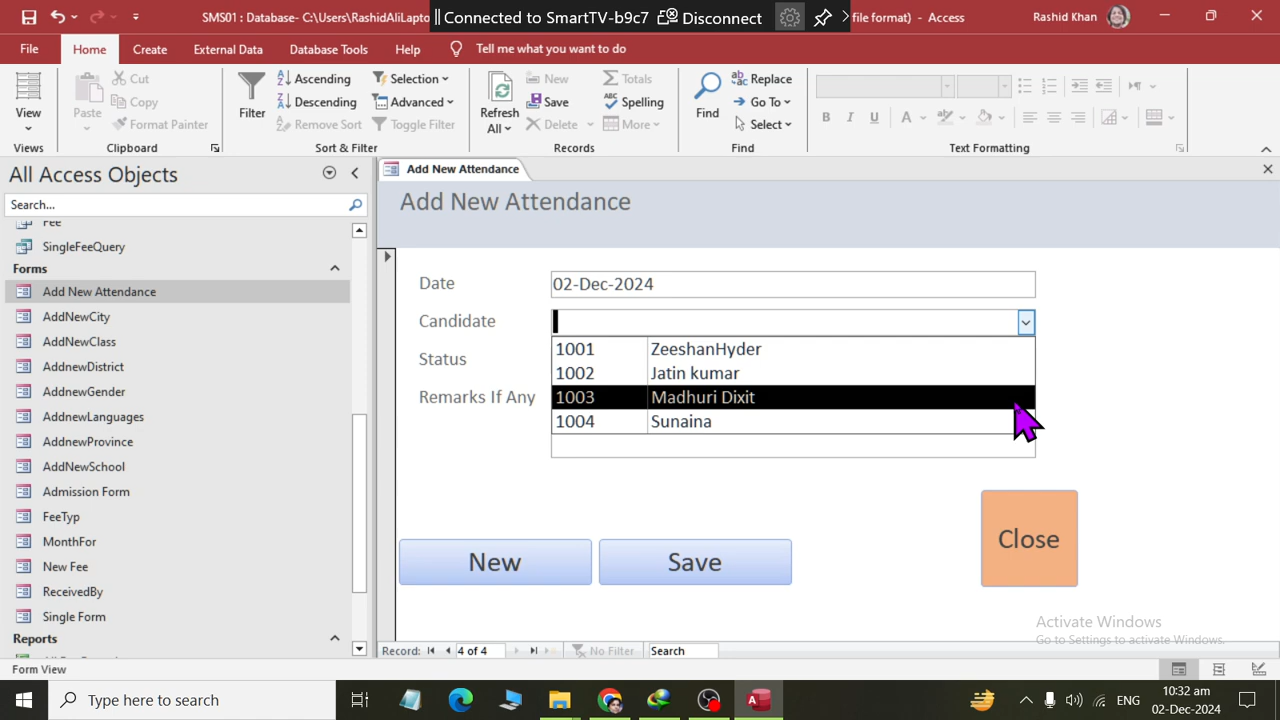 SMS01 : Database- C:\Users\RashidAliLapto
Connected to SmartTV-b9c7 Disconnect
file format) - Access
Rashid Khan
File Home Create External Data Database Tools Help Tell me what you want to do
View
Views
Paste
Cut
Copy
Format Painter
Clipboard
Filter
Ascending
Descending
Remove Sort
Selection
Advanced
Toggle Filter
Sort & Filter
Refresh
All
New
Save
Delete
Totals
Spelling
More
Records
Find
Replace
Go To
Select
Find
B I U A
Text Formatting
All Access Objects
Search...
Fee
SingleFeeQuery
Forms
Add New Attendance
AddNewCity
AddNewClass
AddnewDistrict
AddnewGender
AddnewLanguages
AddnewProvince
AddNewSchool
Admission Form
FeeTyp
MonthFor
New Fee
ReceivedBy
Single Form
Reports
Add New Attendance
Add New Attendance
Date 02-Dec-2024
Candidate
1001 ZeeshanHyder
Status
1002 Jatin kumar
Remarks If Any
1003 Madhuri Dixit
1004 Sunaina
New Save Close
Activate Windows
Go to Settings to activate Windows.
Record: 4 of 4 No Filter Search
Form View
Type here to search
ENG
10:32 am
02-Dec-2024